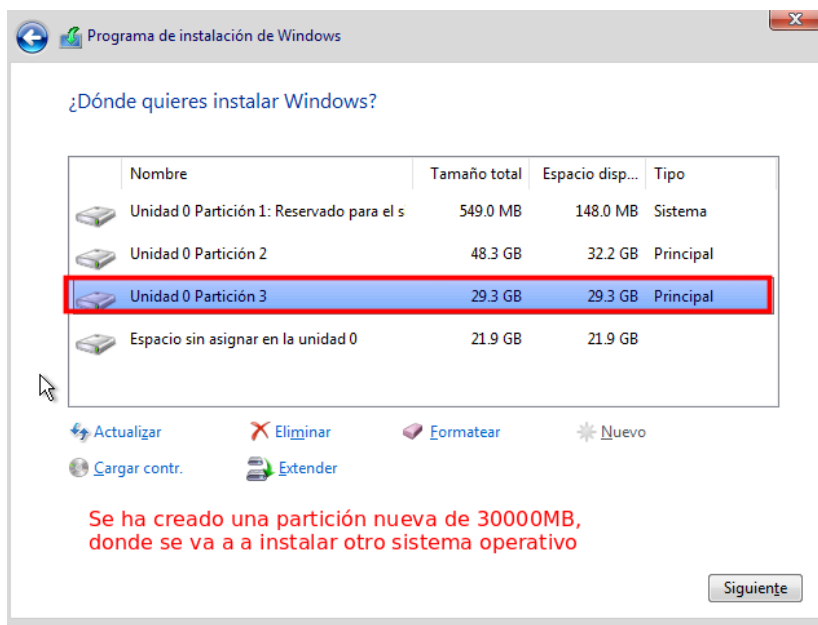 Programa de instalación de Windows
¿Dónde quieres instalar Windows?
Nombre Tamaño total Espacio disp... Tipo
Unidad 0 Partición 1: Reservado para el s 549.0 MB 148.0 MB Sistema
Unidad 0 Partición 2 48.3 GB 32.2 GB Principal
Unidad 0 Partición 3 29.3 GB 29.3 GB Principal
Espacio sin asignar en la unidad 0 21.9 GB 21.9 GB
Actualizar Eliminar Formatear Nuevo
Cargar contr. Extender
Se ha creado una partición nueva de 30000MB,
donde se va a a instalar otro sistema operativo
Siguiente